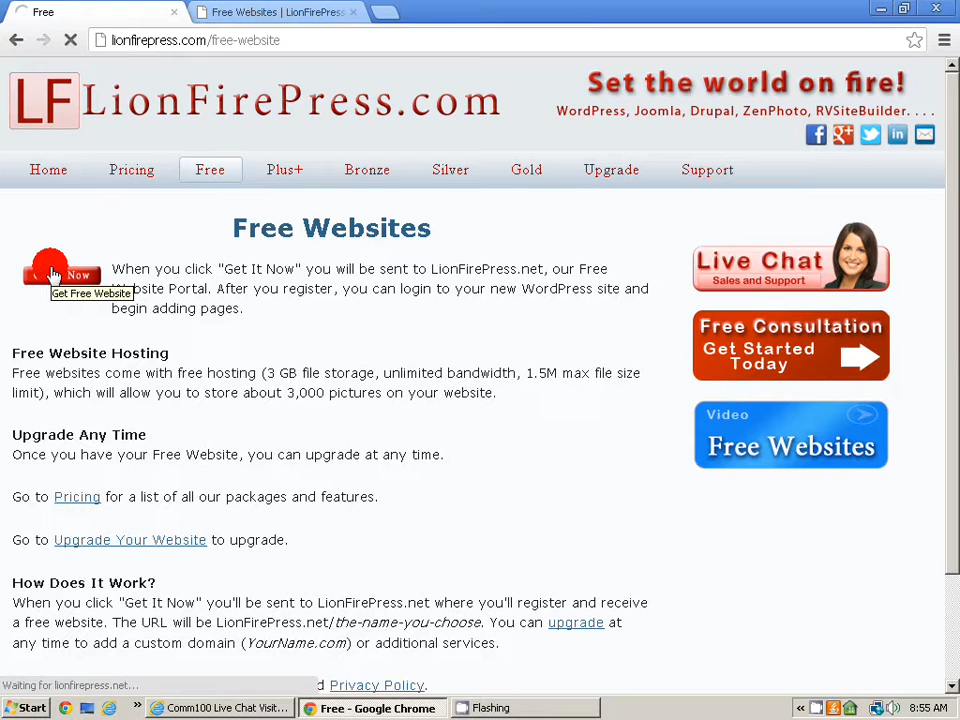 Free
Free Websites | LionFirePress
lionfirepress.com/free-website
LF LionFirePress.com
Set the world on fire!
WordPress, Joomla, Drupal, ZenPhoto, RVSiteBuilder. . . .
Home Pricing Free Plus+ Bronze Silver Gold Upgrade Support
Free Websites
Now
When you click "Get It Now" you will be sent to LionFirePress.net, our Free
Website Portal. After you register, you can login to your new WordPress site and
begin adding pages.
Get Free Website
Live Chat
Sales and Support
Free Consultation
Get Started
Today
Video
Free Websites
Free Website Hosting
Free websites come with free hosting (3 GB file storage, unlimited bandwidth, 1.5M max file size
limit), which will allow you to store about 3,000 pictures on your website.
Upgrade Any Time
Once you have your Free Website, you can upgrade at any time.
Go to Pricing for a list of all our packages and features.
Go to Upgrade Your Website to upgrade.
How Does It Work?
When you click "Get It Now" you'll be sent to LionFirePress.net where you'll register and receive
a free website. The URL will be LionFirePress.net/the-name-you-choose. You can upgrade at
any time to add a custom domain (YourName.com) or additional services.
Privacy Policy.
Waiting for lionfirepress.net...
Start
Comm100 Live Chat Visit...
Free - Google Chrome
Flashing
8:55 AM